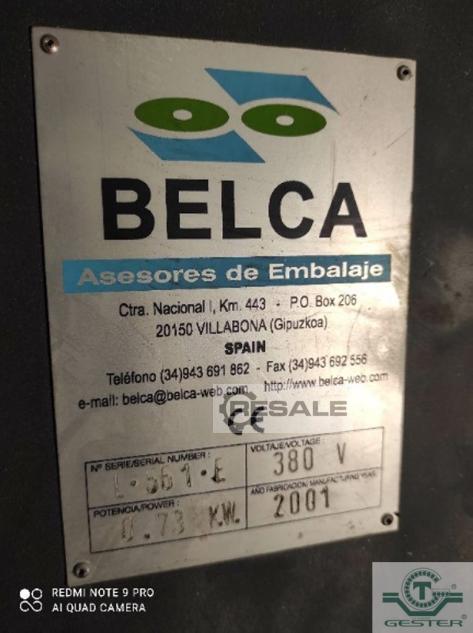 BELCA
Asesores de Embalaje
Ctra. Nacional I, Km. 443 - P.O. Box 206
20150 VILLABONA (Gipuzkoa)
SPAIN
Teléfono (34)943 691 862 - Fax (34)943 692 556
e-mail: belca@belca-web.com http://www.belca-web.com
RESALE
CE
Nº SERIE/SERIAL NUMBER: VOLTAJE/VOLTAGE:
L-561-E 380 V
POTENCIA/POWER: AÑO FABRICACION/MANUFACTURING YEAR:
0.73 KW. 2001
REDMI NOTE 9 PRO
AI QUAD CAMERA
GESTER